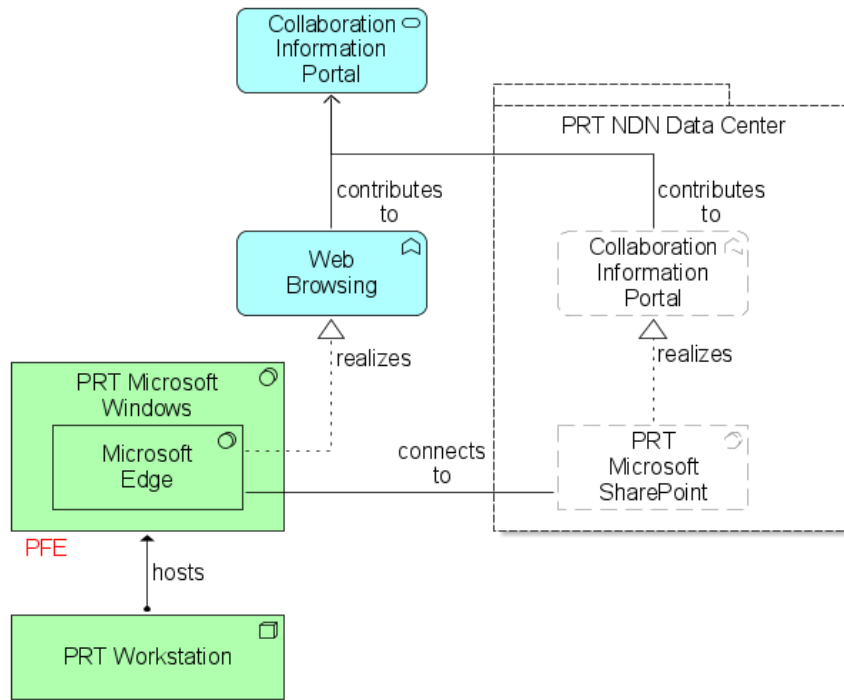 Collaboration
Information
Portal
PRT NDN Data Center
contributes
to
contributes
to
Web
Browsing
Collaboration
Information
Portal
realizes
realizes
PRT Microsoft
Windows
Microsoft
Edge
connects
to
PRT
Microsoft
SharePoint
PFE
hosts
PRT Workstation